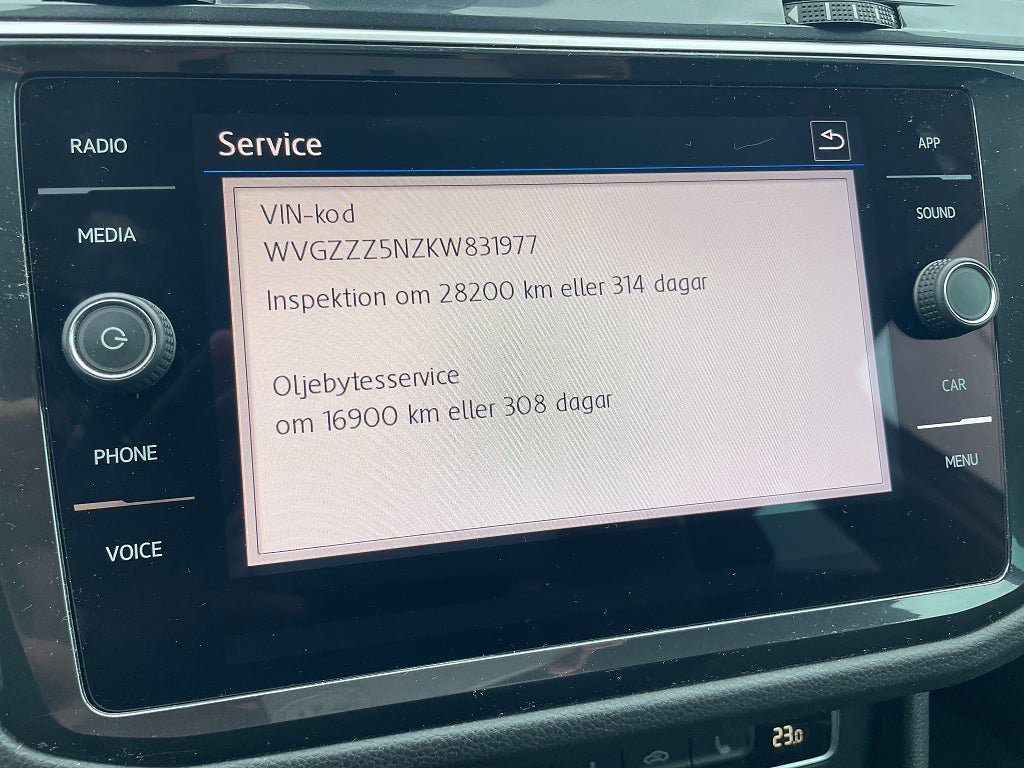 RADIO
MEDIA
PHONE
VOICE
Service
VIN-kod
WVGZZZ5NZKW831977
Inspektion om 28200 km eller 314 dagar
Oljebytesservice
om 16900 km eller 308 dagar
APP
SOUND
CAR
MENU
23.0